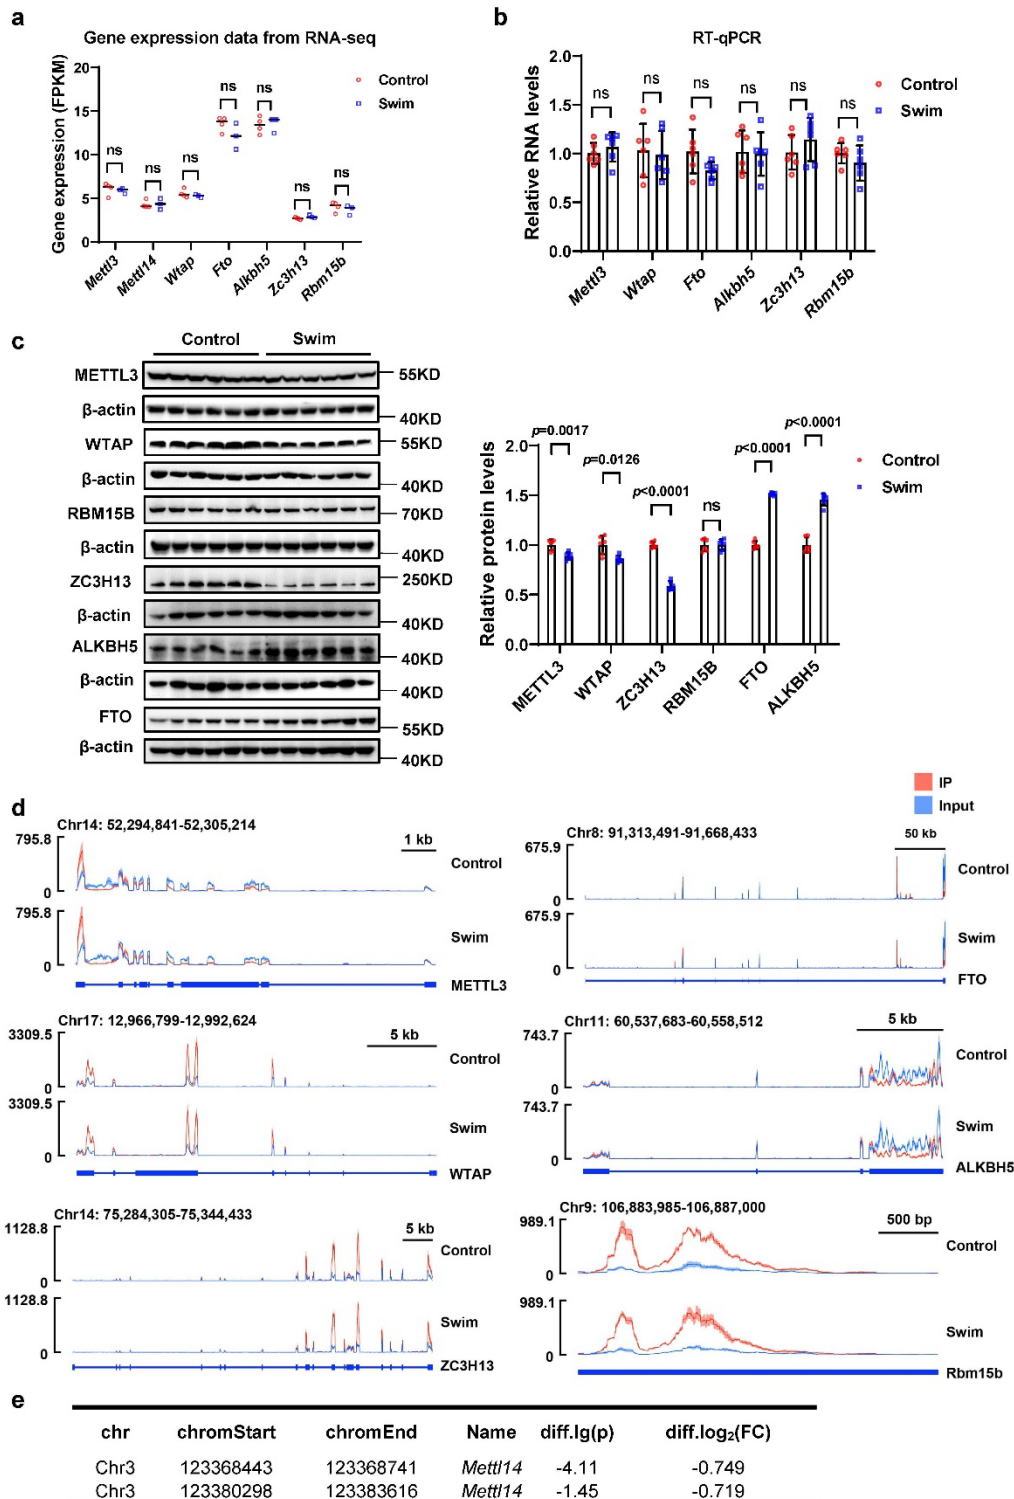 a
Gene expression data from RNA-seq
Gene expression (FPKM)
20
15
10
5
0
ns
ns
ns
ns
ns
ns
ns
Control
Swim
Mettl3
Mettl14
Wtap
Fto
Alkbh5
Zc3h13
Rbm15b
b
RT-qPCR
Relative RNA levels
2.0
1.5
1.0
0.5
0.0
ns
ns
ns
ns
ns
ns
Control
Swim
Mettl3
Wtap
Fto
Alkbh5
Zc3h13
Rbm15b
c
Control Swim
METTL3 55KD
β-actin 40KD
WTAP 55KD
β-actin 40KD
RBM15B 70KD
β-actin 40KD
ZC3H13 250KD
β-actin 40KD
ALKBH5 40KD
β-actin 40KD
FTO 55KD
β-actin 40KD
Relative protein levels
2.0
1.5
1.0
0.5
0.0
p=0.0017
p=0.0126
p<0.0001
ns
p<0.0001
p<0.0001
Control
Swim
METTL3
WTAP
ZC3H13
RBM15B
FTO
ALKBH5
d
IP
Input
Chr14: 52,294,841-52,305,214
795.8
0
1 kb
Control
795.8
0
Swim
METTL3
Chr8: 91,313,491-91,668,433
675.9
0
50 kb
Control
675.9
0
Swim
FTO
Chr17: 12,966,799-12,992,624
3309.5
0
5 kb
Control
3309.5
0
Swim
WTAP
Chr11: 60,537,683-60,558,512
743.7
0
5 kb
Control
743.7
0
Swim
ALKBH5
Chr14: 75,284,305-75,344,433
1128.8
0
5 kb
Control
1128.8
0
Swim
ZC3H13
Chr9: 106,883,985-106,887,000
989.1
0
500 bp
Control
989.1
0
Swim
Rbm15b
e
chr chromStart chromEnd Name diff.lg(p) diff.log₂(FC)
Chr3 123368443 123368741 Mettl14 -4.11 -0.749
Chr3 123380298 123383616 Mettl14 -1.45 -0.719